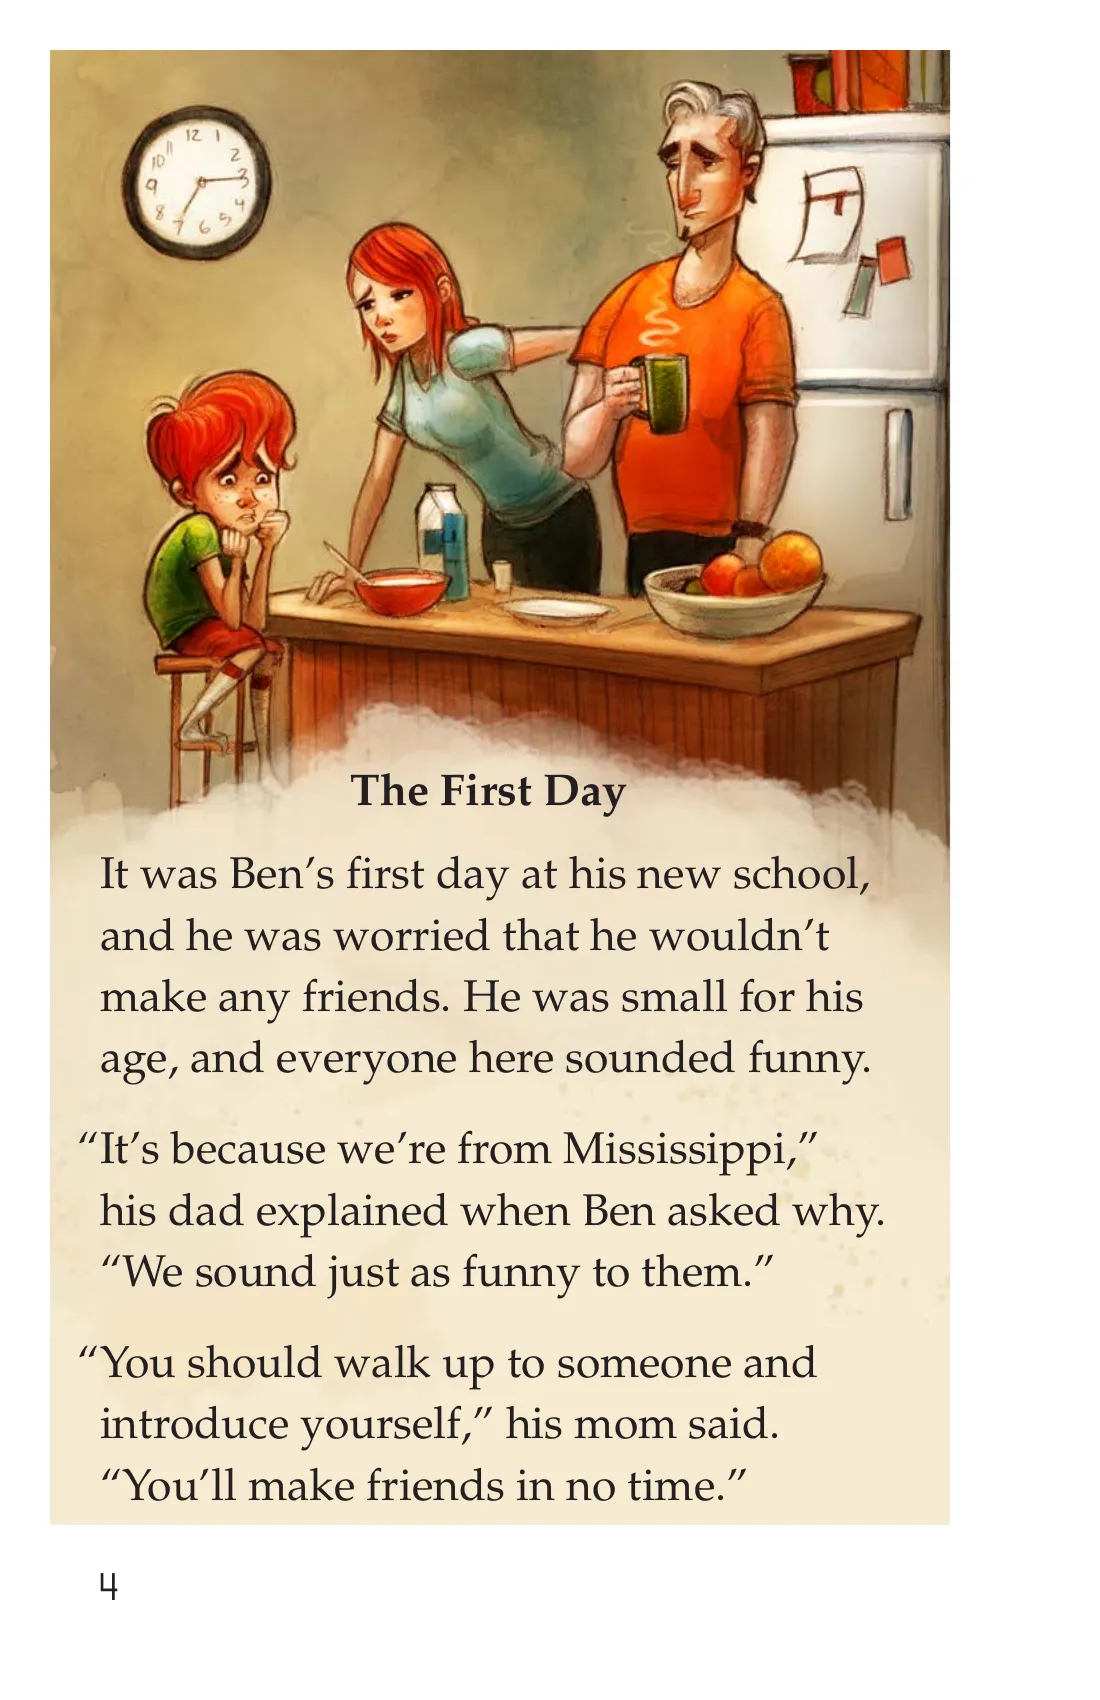 12
1
2
3
4
5
6
7
8
9
10
11
The First Day
It was Ben’s first day at his new school,
and he was worried that he wouldn’t
make any friends. He was small for his
age, and everyone here sounded funny.
“It’s because we’re from Mississippi,”
his dad explained when Ben asked why.
“We sound just as funny to them.”
“You should walk up to someone and
introduce yourself,” his mom said.
“You’ll make friends in no time.”
4